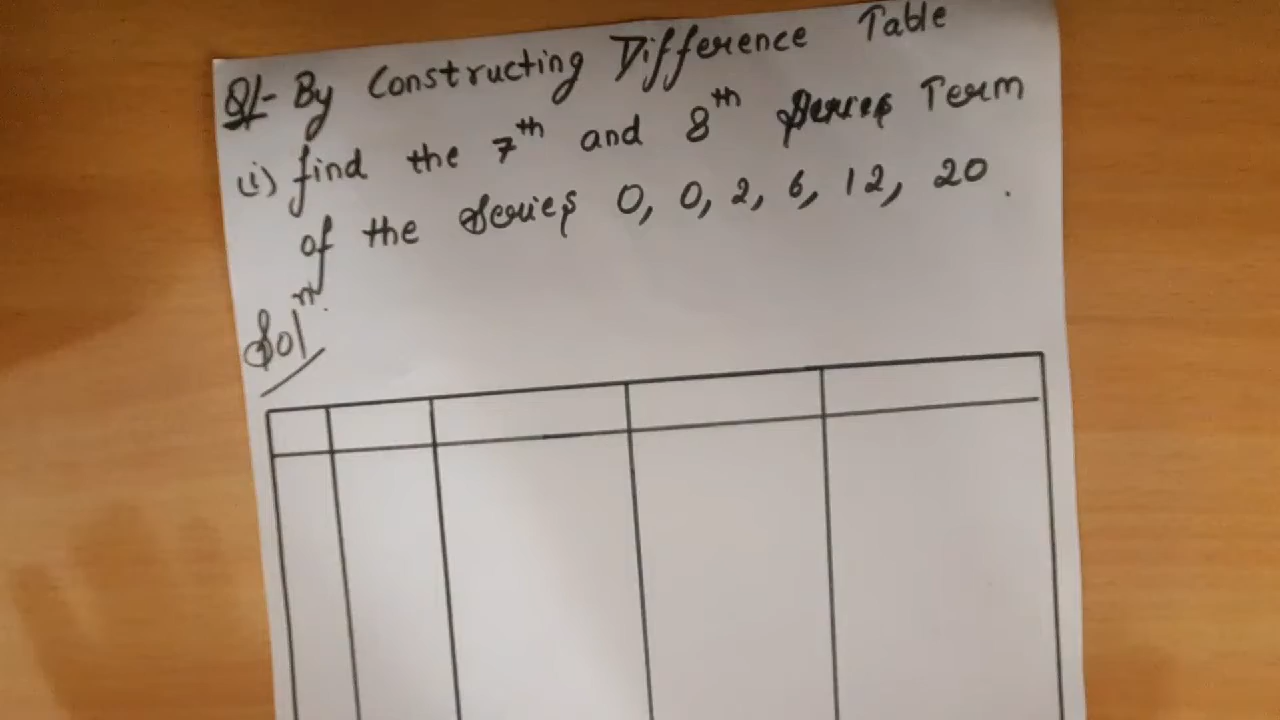 Q1- By Constructing Difference Table
(i) find the 7th and 8th Series Term
of the Series 0, 0, 2, 6, 12, 20.
Soln.